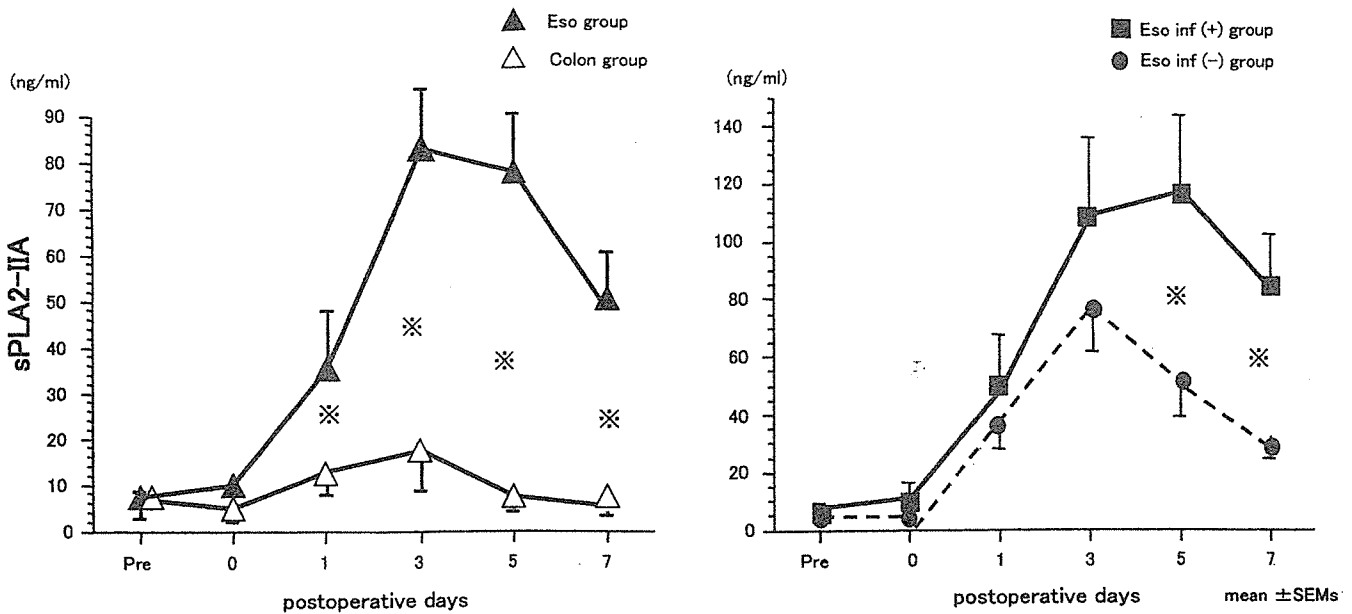 Eso group
Colon group
(ng/ml)
90
80
70
60
50
40
30
20
10
0
sPLA2-IIA
※
※
※
※
Pre
0
1
3
5
7
postoperative days
Eso inf (+) group
Eso inf (−) group
(ng/ml)
140
120
100
80
60
40
20
0
※
※
Pre
0
1
3
5
7
postoperative days
mean ±SEMs